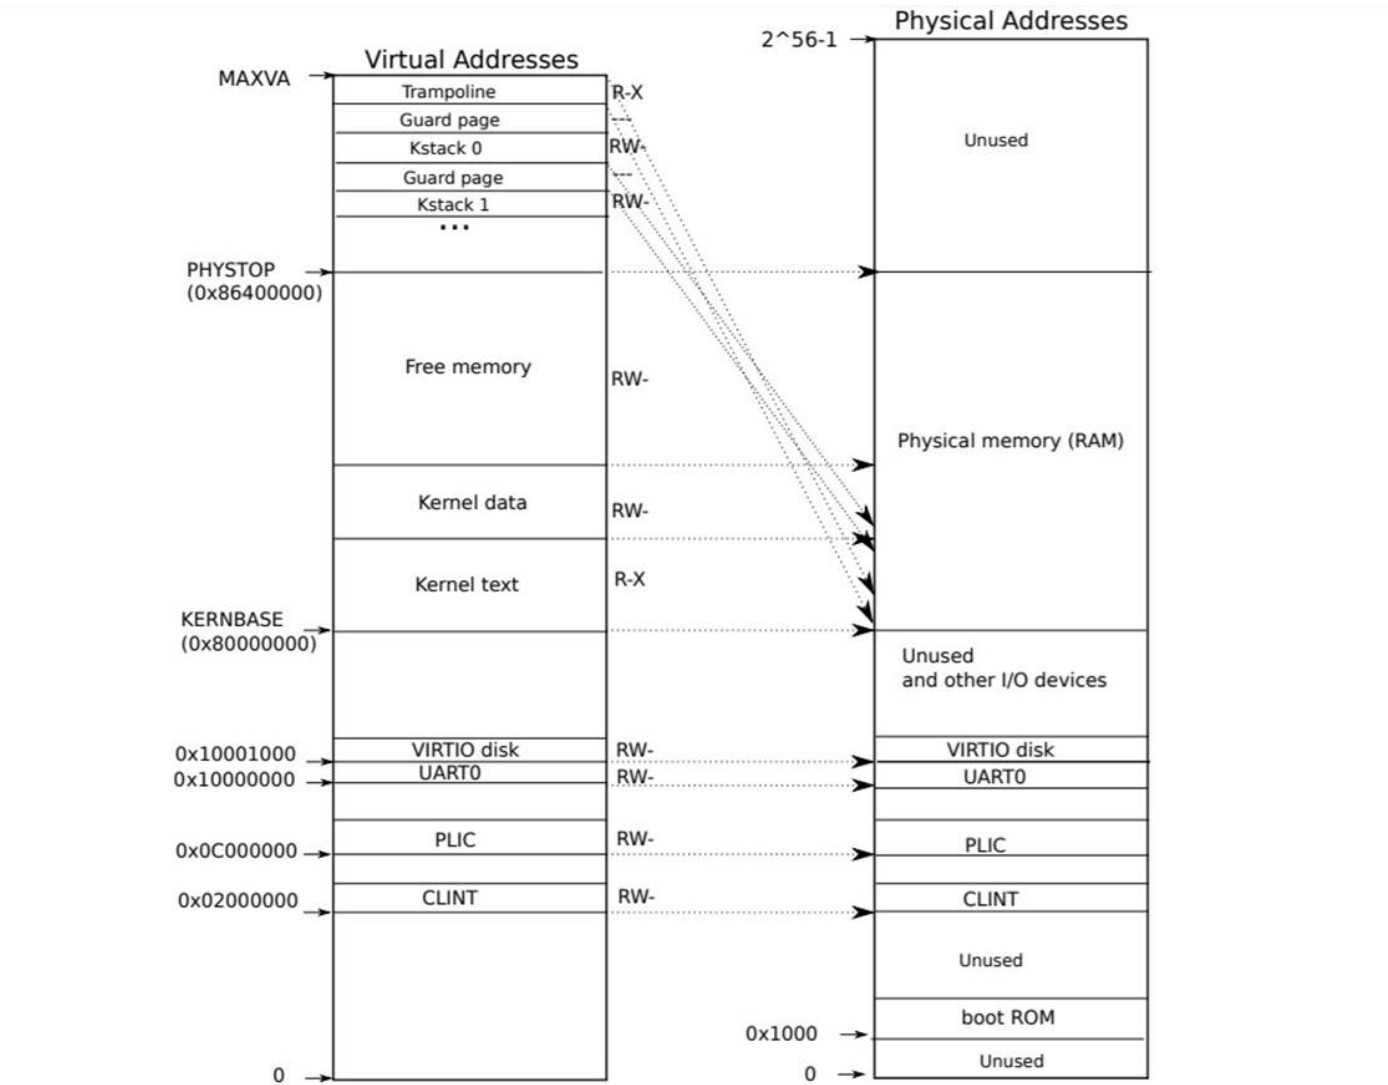 Physical Addresses
2^56-1
Virtual Addresses
MAXVA
Trampoline
R-X
Guard page
---
Unused
Kstack 0
RW-
Guard page
---
Kstack 1
RW-
...
PHYSTOP
(0x86400000)
Free memory
RW-
Physical memory (RAM)
Kernel data
RW-
Kernel text
R-X
KERNBASE
(0x80000000)
Unused
and other I/O devices
0x10001000
VIRTIO disk
RW-
VIRTIO disk
0x10000000
UART0
RW-
UART0
0x0C000000
PLIC
RW-
PLIC
0x02000000
CLINT
RW-
CLINT
Unused
boot ROM
0x1000
Unused
0
0